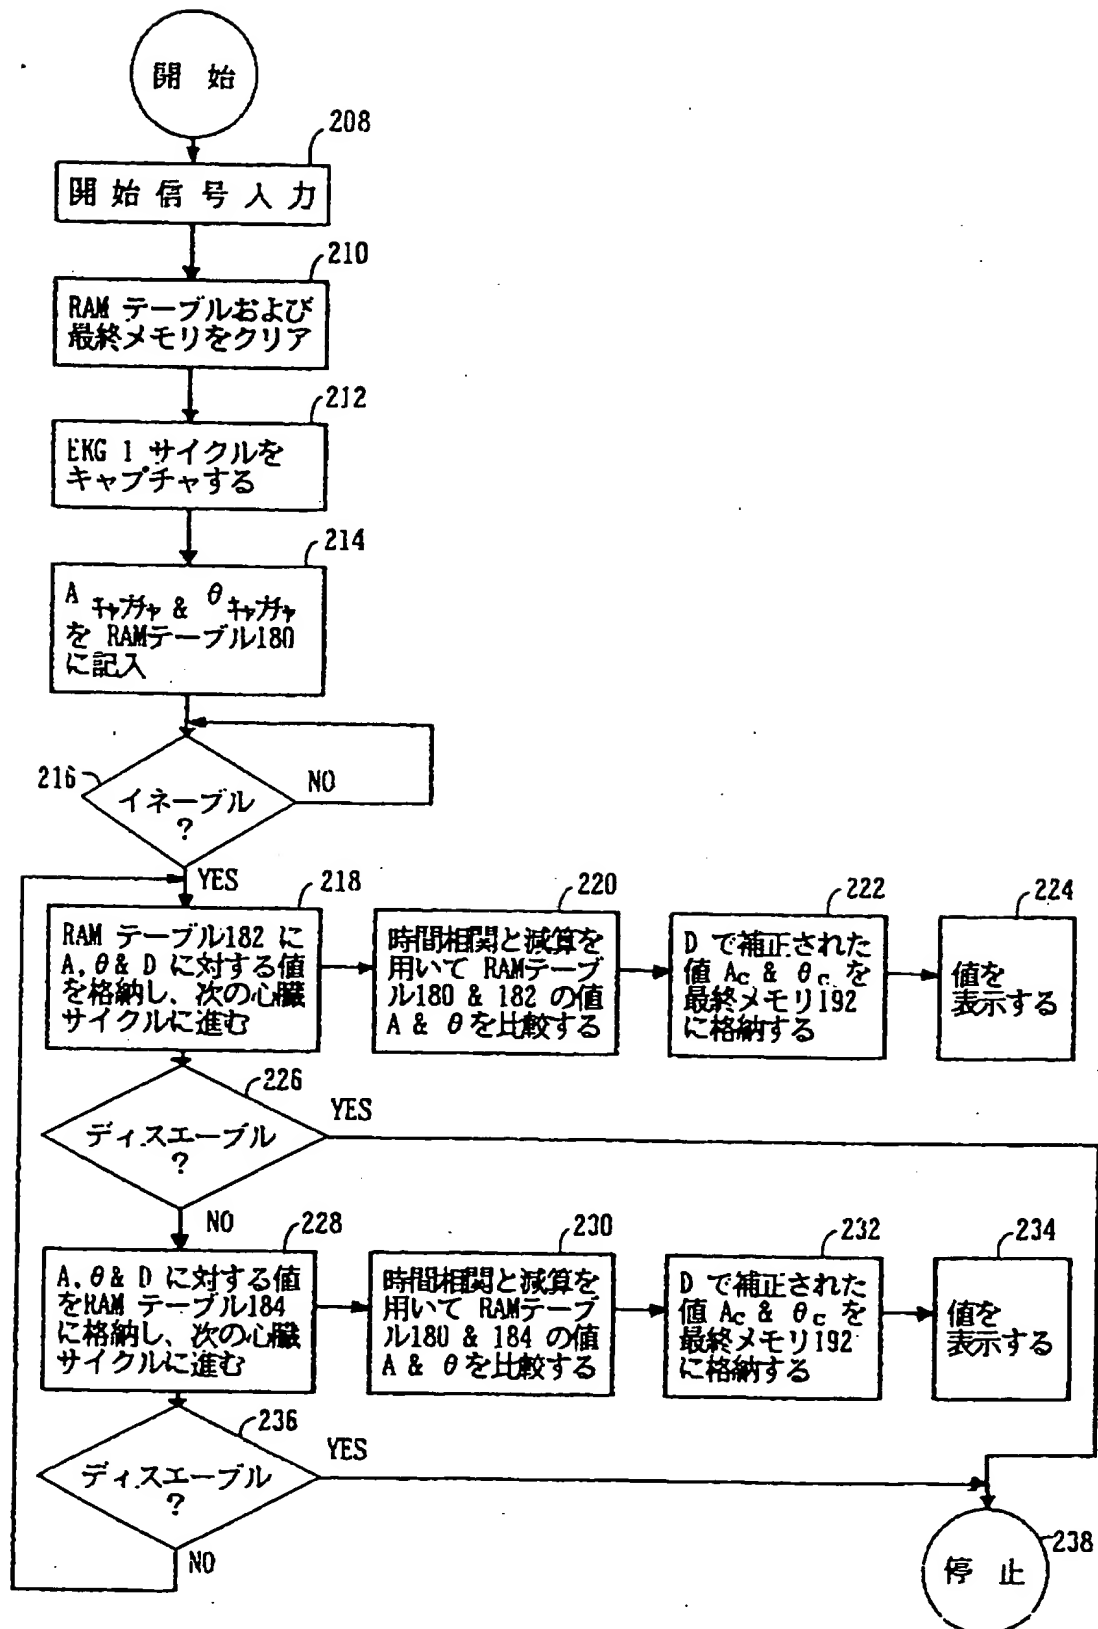 開 始
208
開 始 信 号 入 力
210
RAM テーブルおよび
最終メモリをクリア
212
EKG 1 サイクルを
キャプチャする
214
A キャプチャ & θ キャプチャ
を RAMテーブル180
に記入
216
イネーブル
?
NO
YES
218
RAM テーブル182 に
A, θ & D に対する値
を格納し、次の心臓
サイクルに進む
220
時間相関と減算を
用いて RAMテーブ
ル180 & 182 の値
A & θ を比較する
222
D で補正された
値 Ac & θc を
最終メモリ192
に格納する
224
値を
表示する
226
ディスエーブル
?
YES
NO
228
A, θ & D に対する値
をRAM テーブル184
に格納し、次の心臓
サイクルに進む
230
時間相関と減算を
用いて RAMテーブ
ル180 & 184 の値
A & θ を比較する
232
D で補正された
値 Ac & θc を
最終メモリ192
に格納する
234
値を
表示する
236
ディスエーブル
?
YES
NO
238
停 止